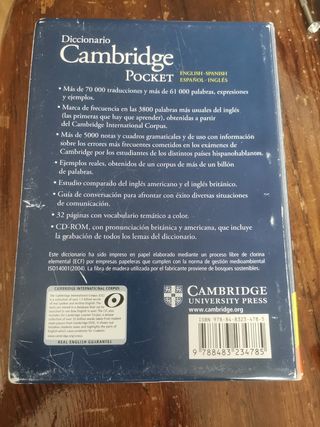 Diccionario
Cambridge
POCKET
ENGLISH-SPANISH
ESPAÑOL-INGLÉS
• Más de 70 000 traducciones y más de 61 000 palabras, expresiones
y ejemplos.
• Marca de frecuencia en las 3800 palabras más usuales del inglés
(las primeras que hay que aprender), obtenidas a partir
del Cambridge International Corpus.
• Más de 5000 notas y cuadros gramaticales y de uso con información
sobre los errores más frecuentes cometidos en los exámenes de
Cambridge por los estudiantes de los distintos países hispanohablantes.
• Ejemplos reales, obtenidos de un corpus de más de un billón
de palabras.
• Estudio comparado del inglés americano y el inglés británico.
• Guía de conversación para afrontar con éxito diversas situaciones
de comunicación.
• 32 páginas con vocabulario temático a color.
• CD-ROM, con pronunciación británica y americana, que incluye
la grabación de todos los lemas del diccionario.
Este diccionario ha sido impreso en papel elaborado mediante un proceso libre de cloro
elemental (ECF) por empresas papeleras que cumplen con la norma de gestión medioambiental
ISO14001(2004). La fibra de madera utilizada por el fabricante proviene de bosques sostenibles.
CAMBRIDGE INTERNATIONAL CORPUS
REAL ENGLISH GUARANTEE
CAMBRIDGE
UNIVERSITY PRESS
www.cambridge.org
ISBN 978-84-8323-478-5
9 788483 234785